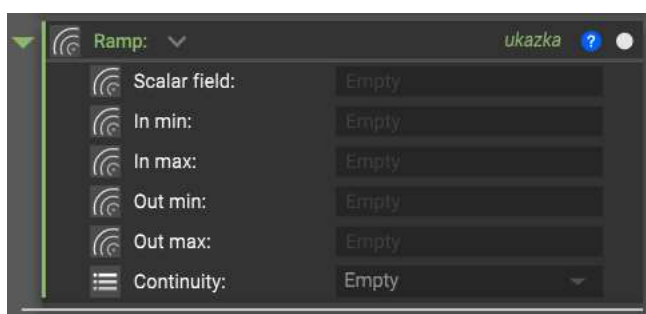 Ramp: ukazka ?
Scalar field: Empty
In min: Empty
In max: Empty
Out min: Empty
Out max: Empty
Continuity: Empty